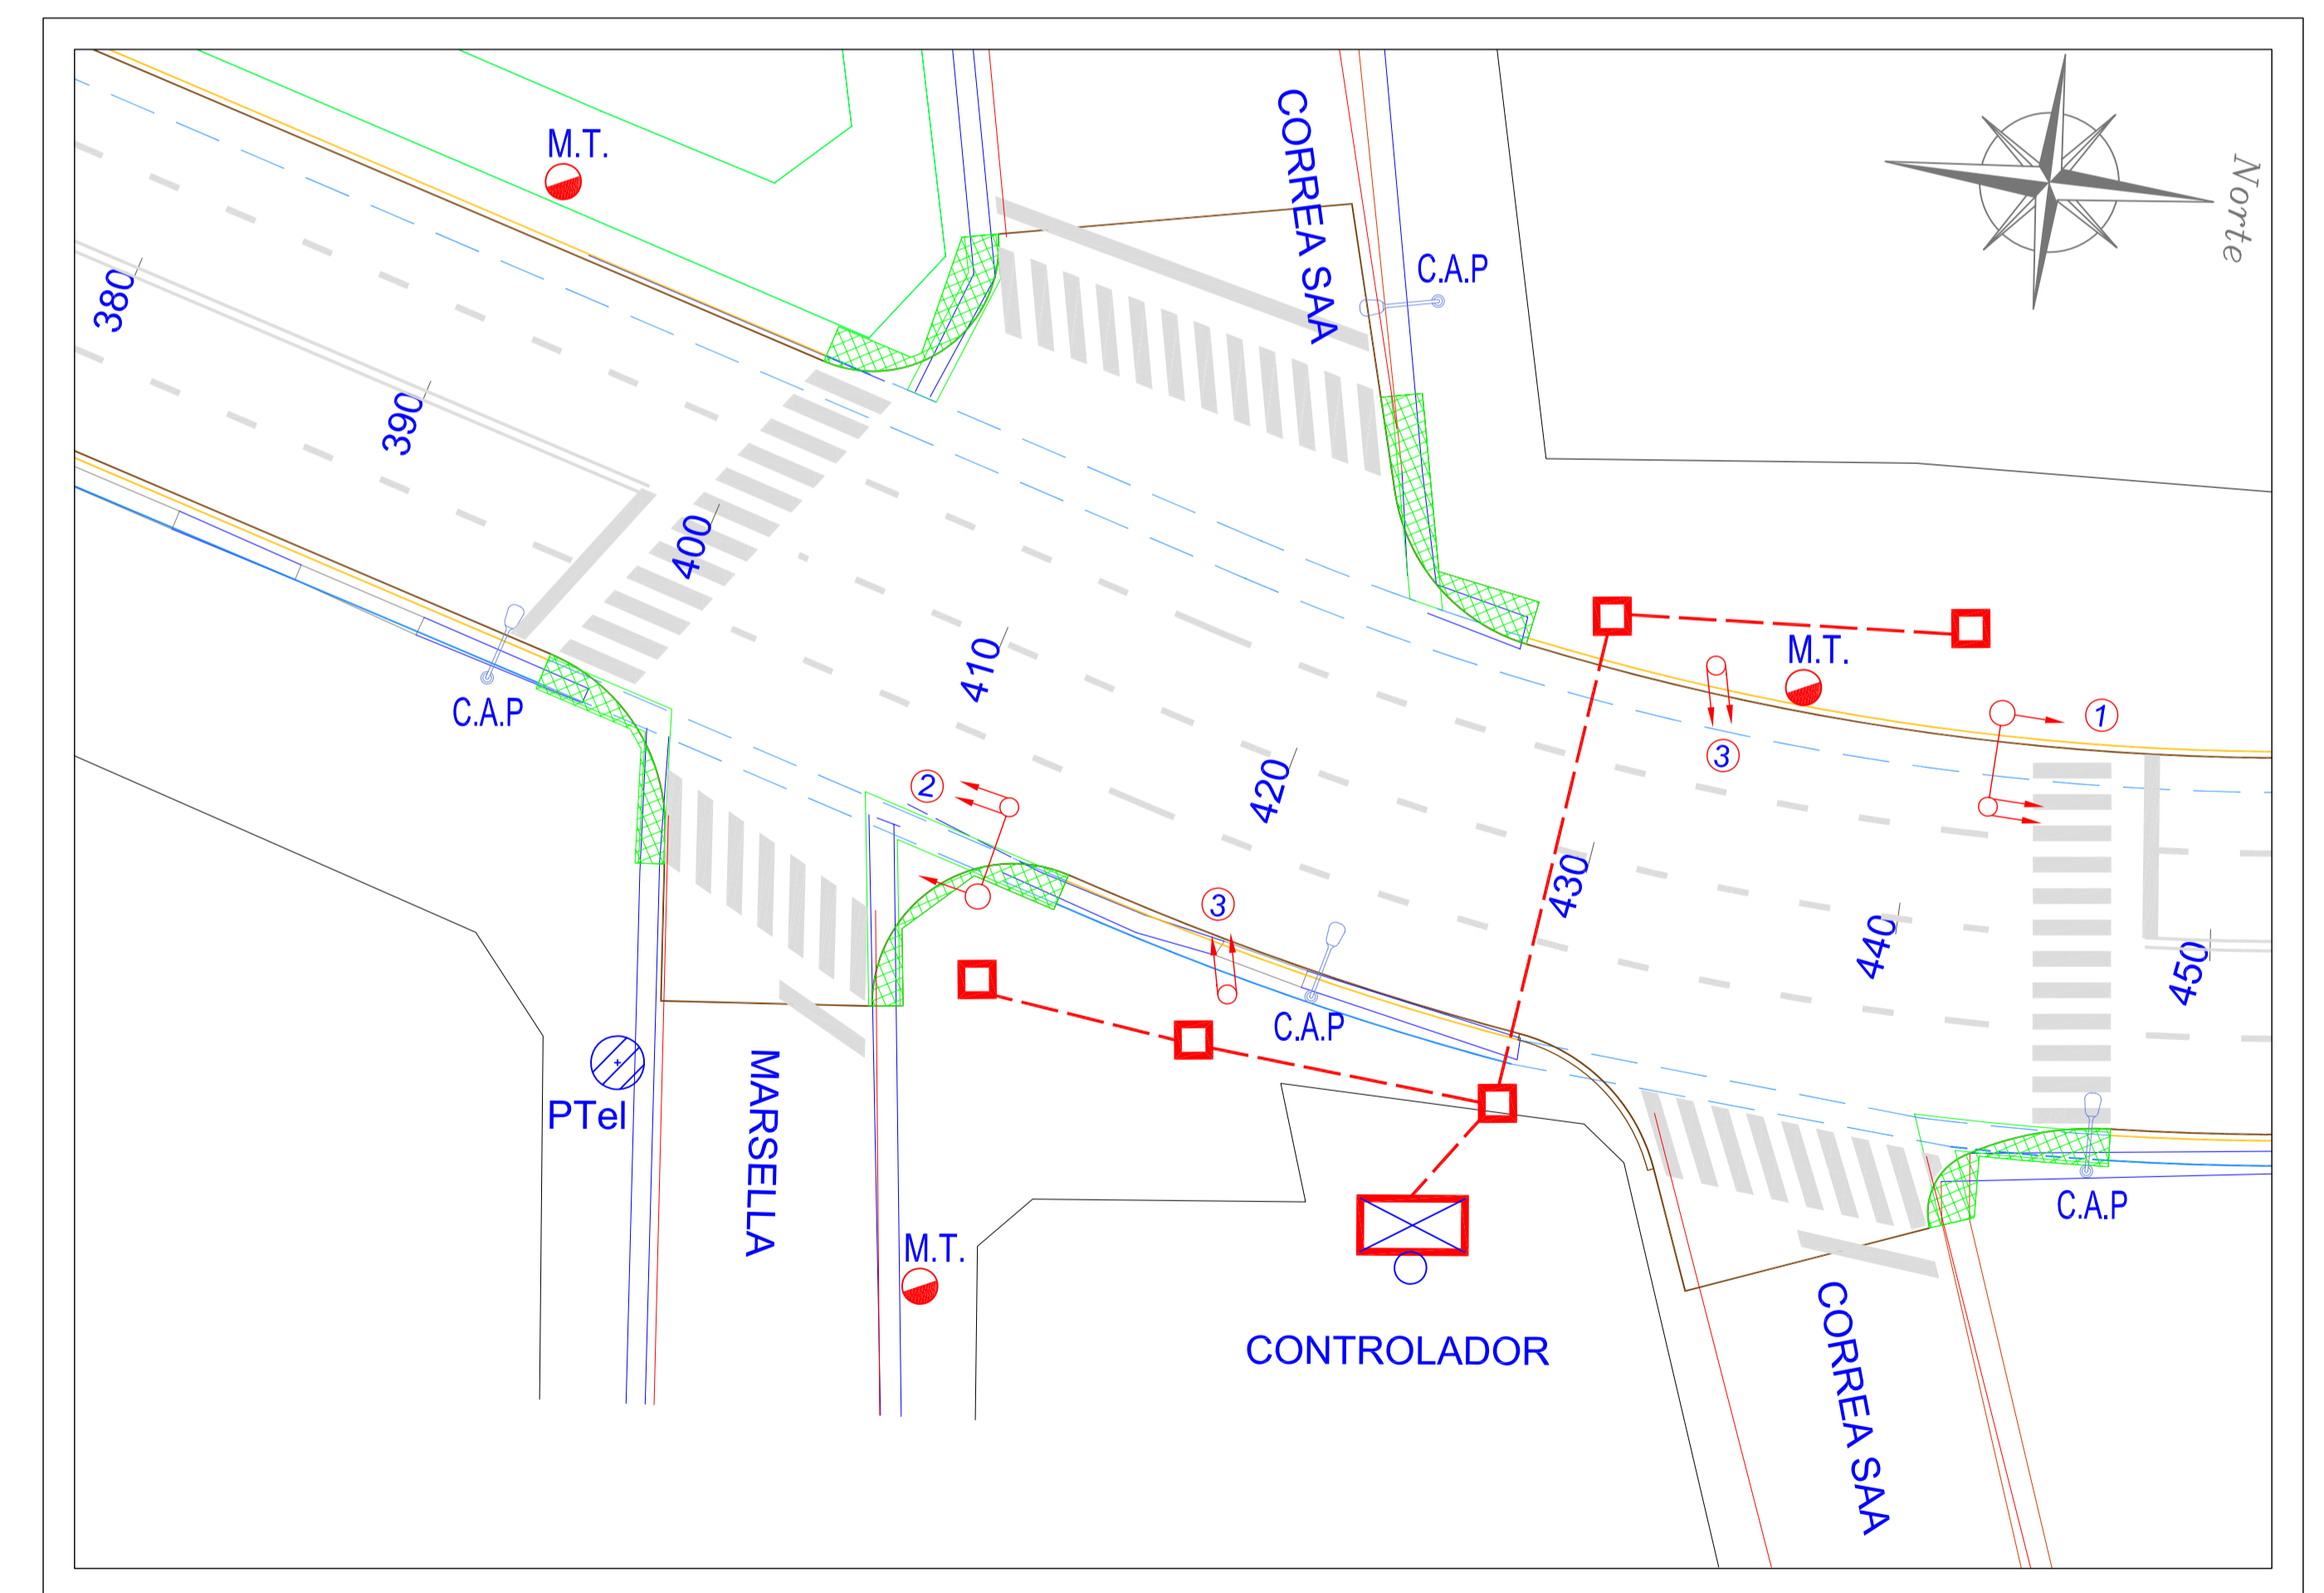 M.T.
CORREA SAA
Norte
C.A.P
380
390
400
C.A.P
410
M.T.
1
3
2
420
3
430
440
450
C.A.P
PTel
MARSELLA
M.T.
C.A.P
CONTROLADOR
CORREA SAA